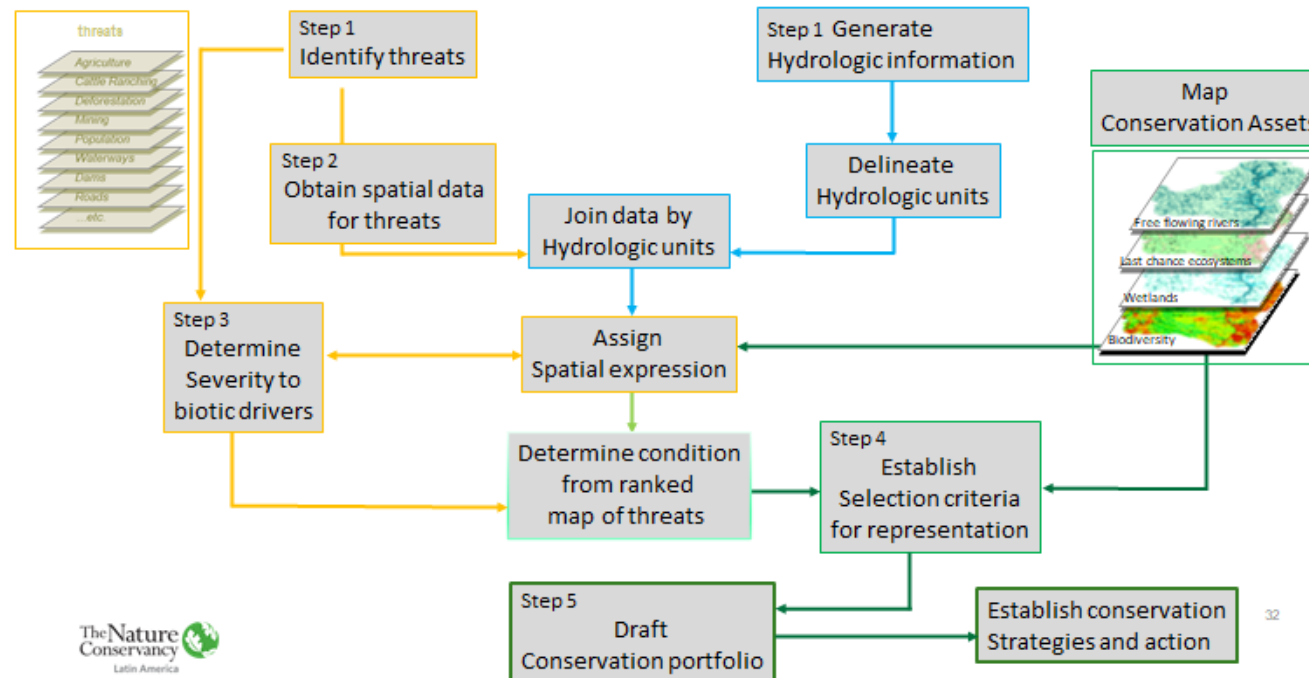 threats
Agriculture
Cattle Ranching
Deforestation
Mining
Population
Waterways
Dams
Roads
...etc.
Step 1
Identify threats
Step 1 Generate
Hydrologic information
Map
Conservation Assets
Step 2
Obtain spatial data
for threats
Delineate
Hydrologic units
Join data by
Hydrologic units
Free flowing rivers
Last chance ecosystems
Wetlands
Biodiversity
Step 3
Determine
Severity to
biotic drivers
Assign
Spatial expression
Determine condition
from ranked
map of threats
Step 4
Establish
Selection criteria
for representation
Step 5
Draft
Conservation portfolio
Establish conservation
Strategies and action
32
The Nature
Conservancy
Latin America